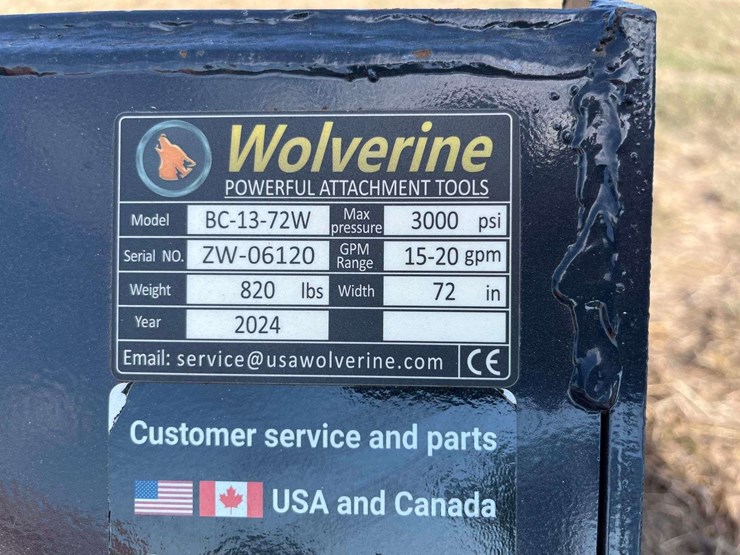 Wolverine
POWERFUL ATTACHMENT TOOLS
Model BC-13-72W Max pressure 3000 psi
Serial NO. ZW-06120 GPM Range 15-20 gpm
Weight 820 lbs Width 72 in
Year 2024
Email: service@usawolverine.com CE
Customer service and parts
USA and Canada